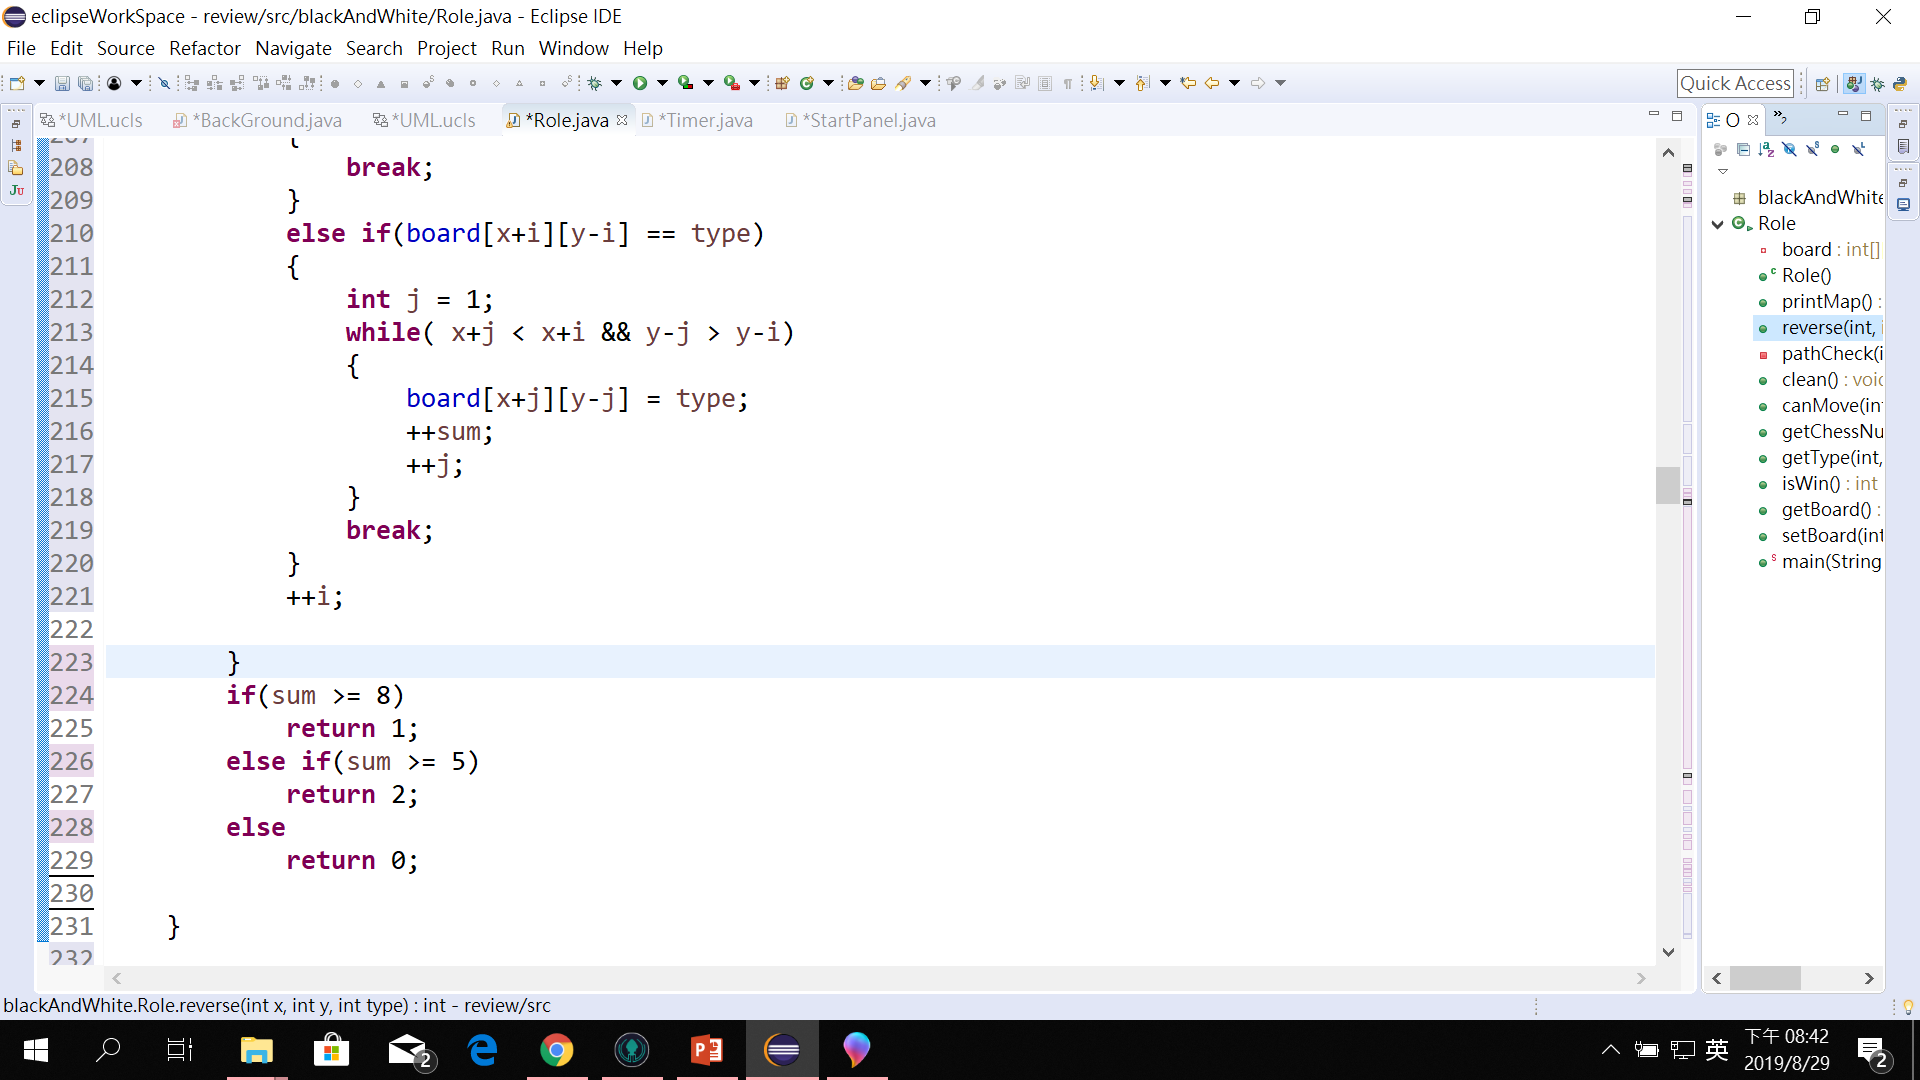 eclipseWorkSpace - review/src/blackAndWhite/Role.java - Eclipse IDE
File Edit Source Refactor Navigate Search Project Run Window Help
Quick Access
*UML.ucls *BackGround.java *UML.ucls *Role.java *Timer.java *StartPanel.java
O
207 {
208 break;
209 }
210 else if(board[x+i][y-i] == type)
211 {
212 int j = 1;
213 while( x+j < x+i && y-j > y-i)
214 {
215 board[x+j][y-j] = type;
216 ++sum;
217 ++j;
218 }
219 break;
220 }
221 ++i;
222
223 }
224 if(sum >= 8)
225 return 1;
226 else if(sum >= 5)
227 return 2;
228 else
229 return 0;
230
231 }
232
blackAndWhite
Role
board : int[]
Role()
printMap() :
reverse(int, i
pathCheck(i
clean() : voic
canMove(in
getChessNu
getType(int,
isWin() : int
getBoard() :
setBoard(int
main(String
blackAndWhite.Role.reverse(int x, int y, int type) : int - review/src
2
英
下午 08:42
2019/8/29
2